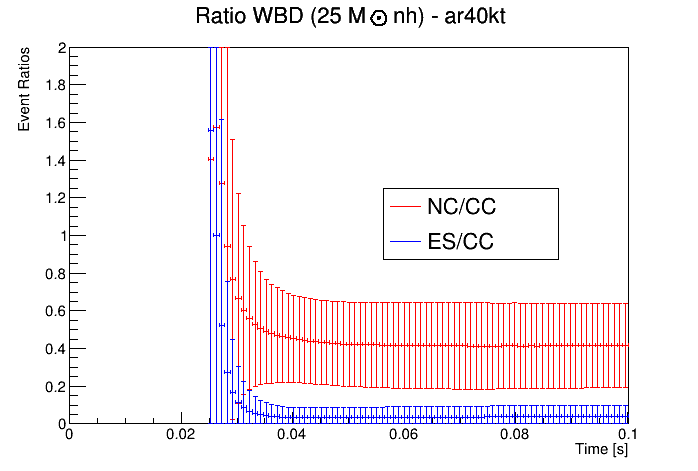 Ratio WBD (25 M⊙ nh) - ar40kt
Event Ratios
2
1.8
1.6
1.4
1.2
1
0.8
0.6
0.4
0.2
0
NC/CC
ES/CC
0 0.02 0.04 0.06 0.08 0.1
Time [s]